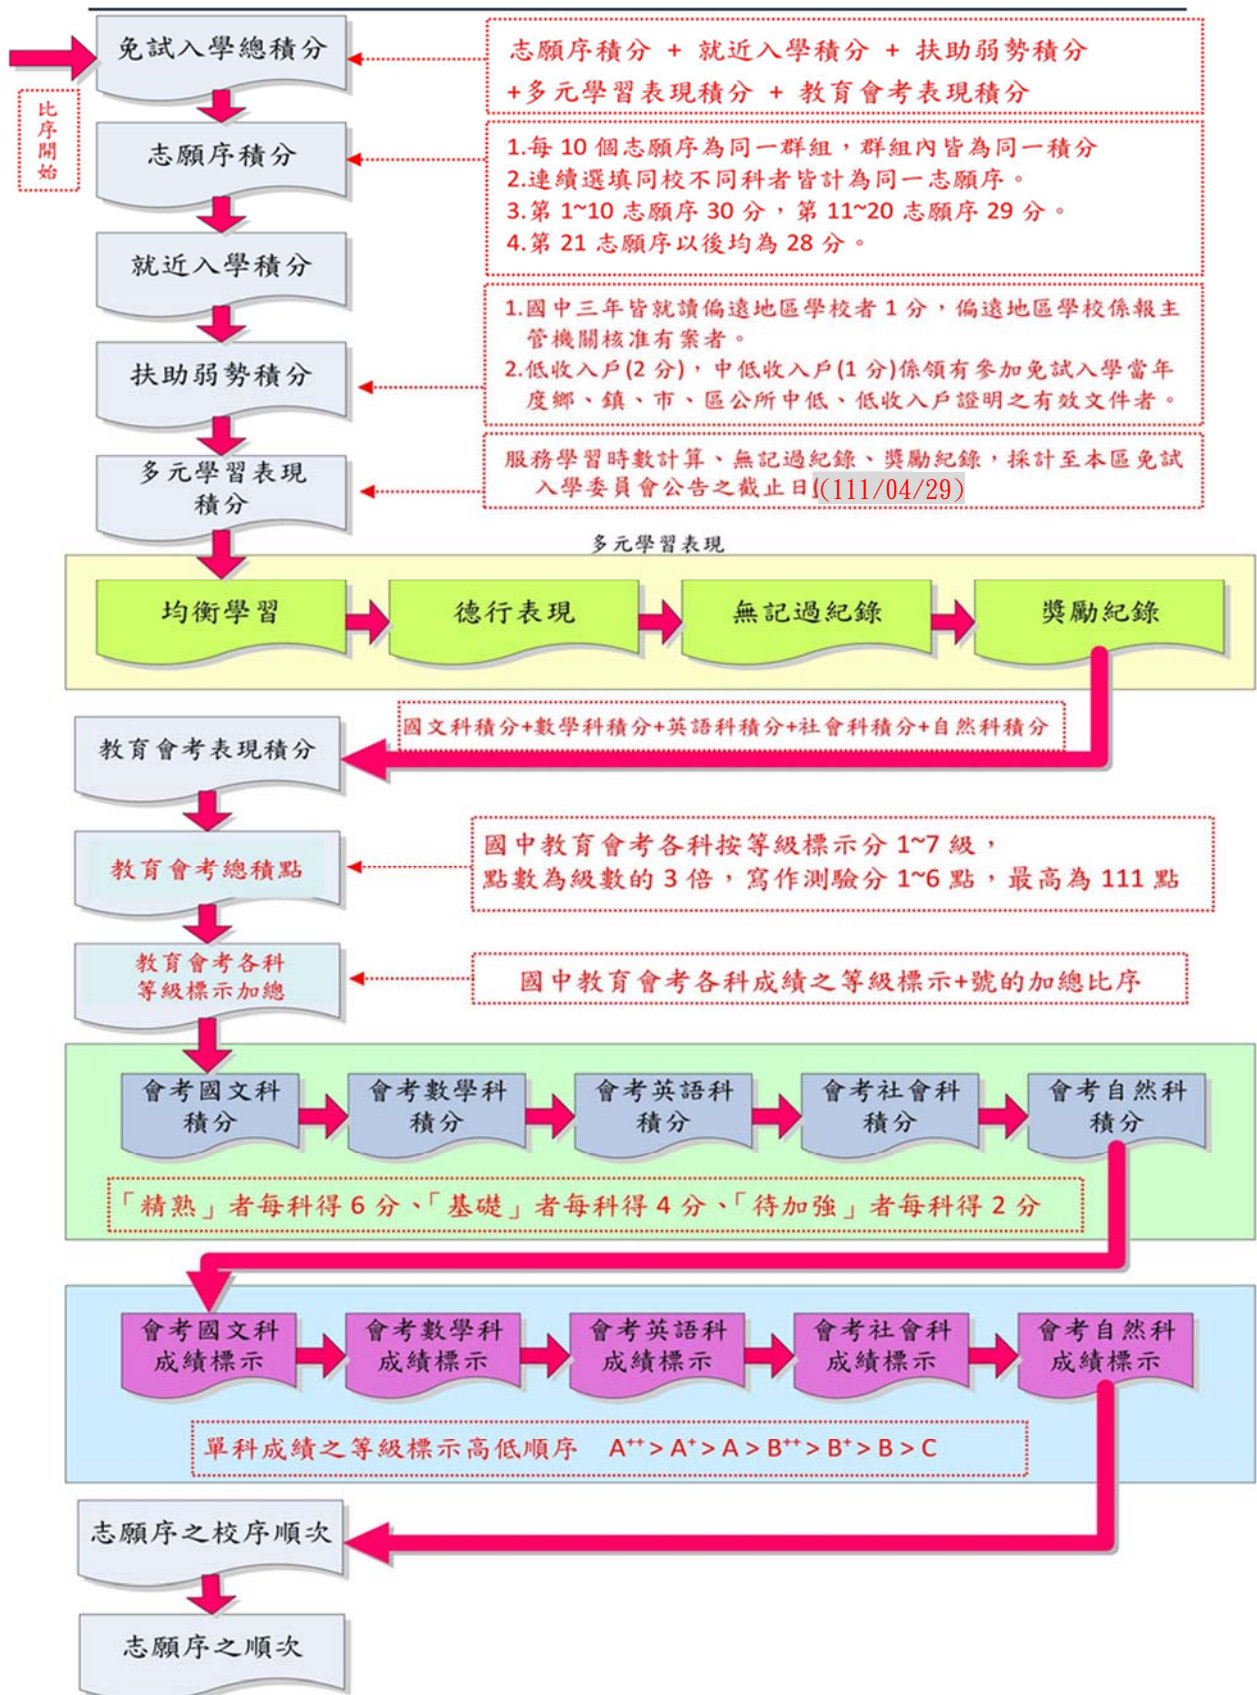 免試入學總積分
志願序積分 + 就近入學積分 + 扶助弱勢積分
+多元學習表現積分 + 教育會考表現積分
比序開始
志願序積分
1.每 10 個志願序為同一群組，群組內皆為同一積分
2.連續選填同校不同科者皆計為同一志願序。
3.第 1~10 志願序 30 分，第 11~20 志願序 29 分。
4.第 21 志願序以後均為 28 分。
就近入學積分
扶助弱勢積分
1.國中三年皆就讀偏遠地區學校者 1 分，偏遠地區學校係報主
管機關核准有案者。
2.低收入戶(2 分)，中低收入戶(1 分)係領有參加免試入學當年
度鄉、鎮、市、區公所中低、低收入戶證明之有效文件者。
多元學習表現
積分
服務學習時數計算、無記過紀錄、獎勵紀錄，採計至本區免試
入學委員會公告之截止日(111/04/29)
多元學習表現
均衡學習
德行表現
無記過紀錄
獎勵紀錄
國文科積分+數學科積分+英語科積分+社會科積分+自然科積分
教育會考表現積分
教育會考總積點
國中教育會考各科按等級標示分 1~7 級，
點數為級數的 3 倍，寫作測驗分 1~6 點，最高為 111 點
教育會考各科
等級標示加總
國中教育會考各科成績之等級標示+號的加總比序
會考國文科
積分
會考數學科
積分
會考英語科
積分
會考社會科
積分
會考自然科
積分
「精熟」者每科得 6 分、「基礎」者每科得 4 分、「待加強」者每科得 2 分
會考國文科
成績標示
會考數學科
成績標示
會考英語科
成績標示
會考社會科
成績標示
會考自然科
成績標示
單科成績之等級標示高低順序 A⁺⁺ > A⁺ > A > B⁺⁺ > B⁺ > B > C
志願序之校序順次
志願序之順次